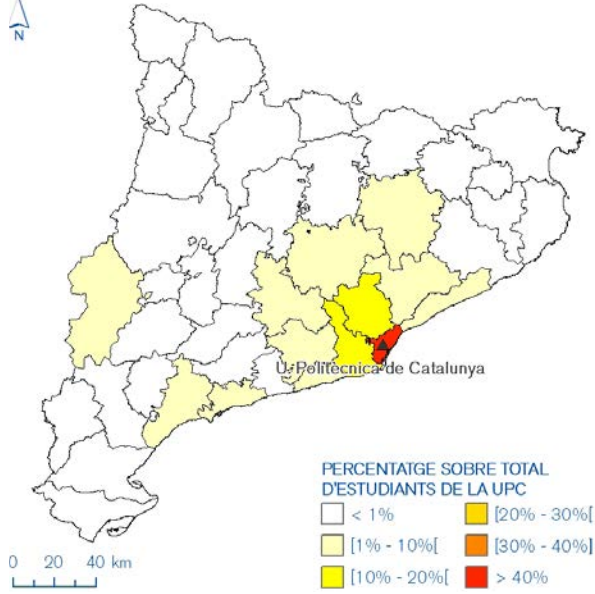 N
U. Politècnica de Catalunya
PERCENTATGE SOBRE TOTAL
D'ESTUDIANTS DE LA UPC
< 1% [20% - 30%[
[1% - 10%[ [30% - 40%]
[10% - 20%[ > 40%
0 20 40 km